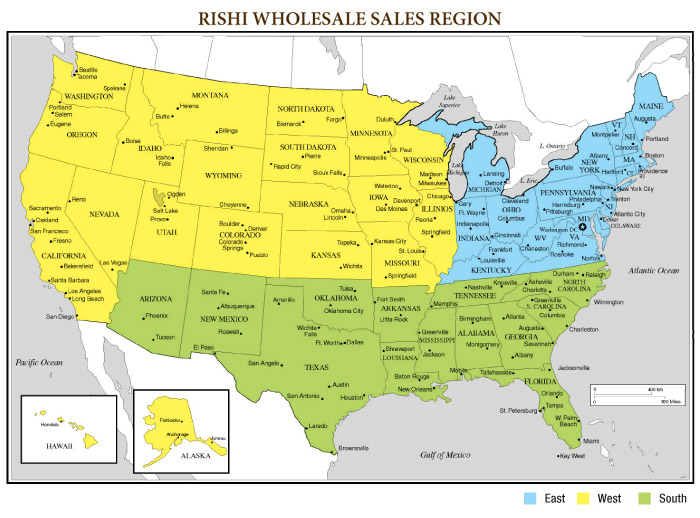 RISHI WHOLESALE SALES REGION
Seattle
Tacoma
Spokane
WASHINGTON
Portland
Salem
Eugene
OREGON
MONTANA
Helena
Butte
Billings
Boise
IDAHO
Idaho
Falls
Sheridan
WYOMING
Cheyenne
NORTH DAKOTA
Bismarck
Fargo
SOUTH DAKOTA
Pierre
Rapid City
Sioux Falls
Duluth
MINNESOTA
Minneapolis
St. Paul
WISCONSIN
Madison
Milwaukee
Lake
Superior
Lake
Huron
Lake
Michigan
L. Ontario
L. Erie
Lansing
Detroit
MICHIGAN
MAINE
Augusta
VT
Montpelier
NH
Concord
Portland
MA
Boston
Albany
Hartford
CT
Providence
RI
Buffalo
NEW
YORK
Newark
New York City
PENNSYLVANIA
Philadelphia
Trenton
NJ
Harrisburg
Pittsburgh
Atlantic City
MD
Dover
DELAWARE
Washington DC
VA
Richmond
Roanoke
Norfolk
WV
Charleston
Cleveland
OHIO
Columbus
Cincinnati
Gary
Ft. Wayne
Indianapolis
INDIANA
Frankfort
Louisville
KENTUCKY
Chicago
ILLINOIS
Peoria
Springfield
Waterloo
IOWA
Davenport
Des Moines
NEBRASKA
Omaha
Lincoln
Topeka
Kansas City
KANSAS
Wichita
St. Louis
MISSOURI
Springfield
Sacramento
Oakland
San Francisco
Fresno
CALIFORNIA
Bakersfield
Santa Barbara
Los Angeles
Long Beach
San Diego
Reno
NEVADA
Las Vegas
Ogden
Salt Lake
Provo
UTAH
Boulder
Denver
COLORADO
Colorado
Springs
Pueblo
ARIZONA
Phoenix
Tucson
Santa Fe
Albuquerque
NEW MEXICO
Roswell
El Paso
Amarillo
Tulsa
OKLAHOMA
Oklahoma City
Wichita
Falls
Ft. Worth
Dallas
San Angelo
TEXAS
Austin
San Antonio
Houston
Laredo
Brownsville
Fort Smith
ARKANSAS
Little Rock
Shreveport
LOUISIANA
Baton Rouge
New Orleans
Memphis
Nashville
Knoxville
TENNESSEE
Greenville
MISSISSIPPI
Jackson
Birmingham
ALABAMA
Montgomery
Mobile
Atlanta
Augusta
GEORGIA
Savannah
Albany
Asheville
Charlotte
Durham
Raleigh
NORTH
CAROLINA
Wilmington
Greenville
S. CAROLINA
Columbia
Charleston
Tallahassee
Jacksonville
FLORIDA
Orlando
Tampa
St. Petersburg
W. Palm
Beach
Miami
Key West
Atlantic Ocean
Pacific Ocean
Gulf of Mexico
0 400 km
0 300 Miles
Honolulu
HAWAII
Fairbanks
Anchorage
Juneau
ALASKA
East West South